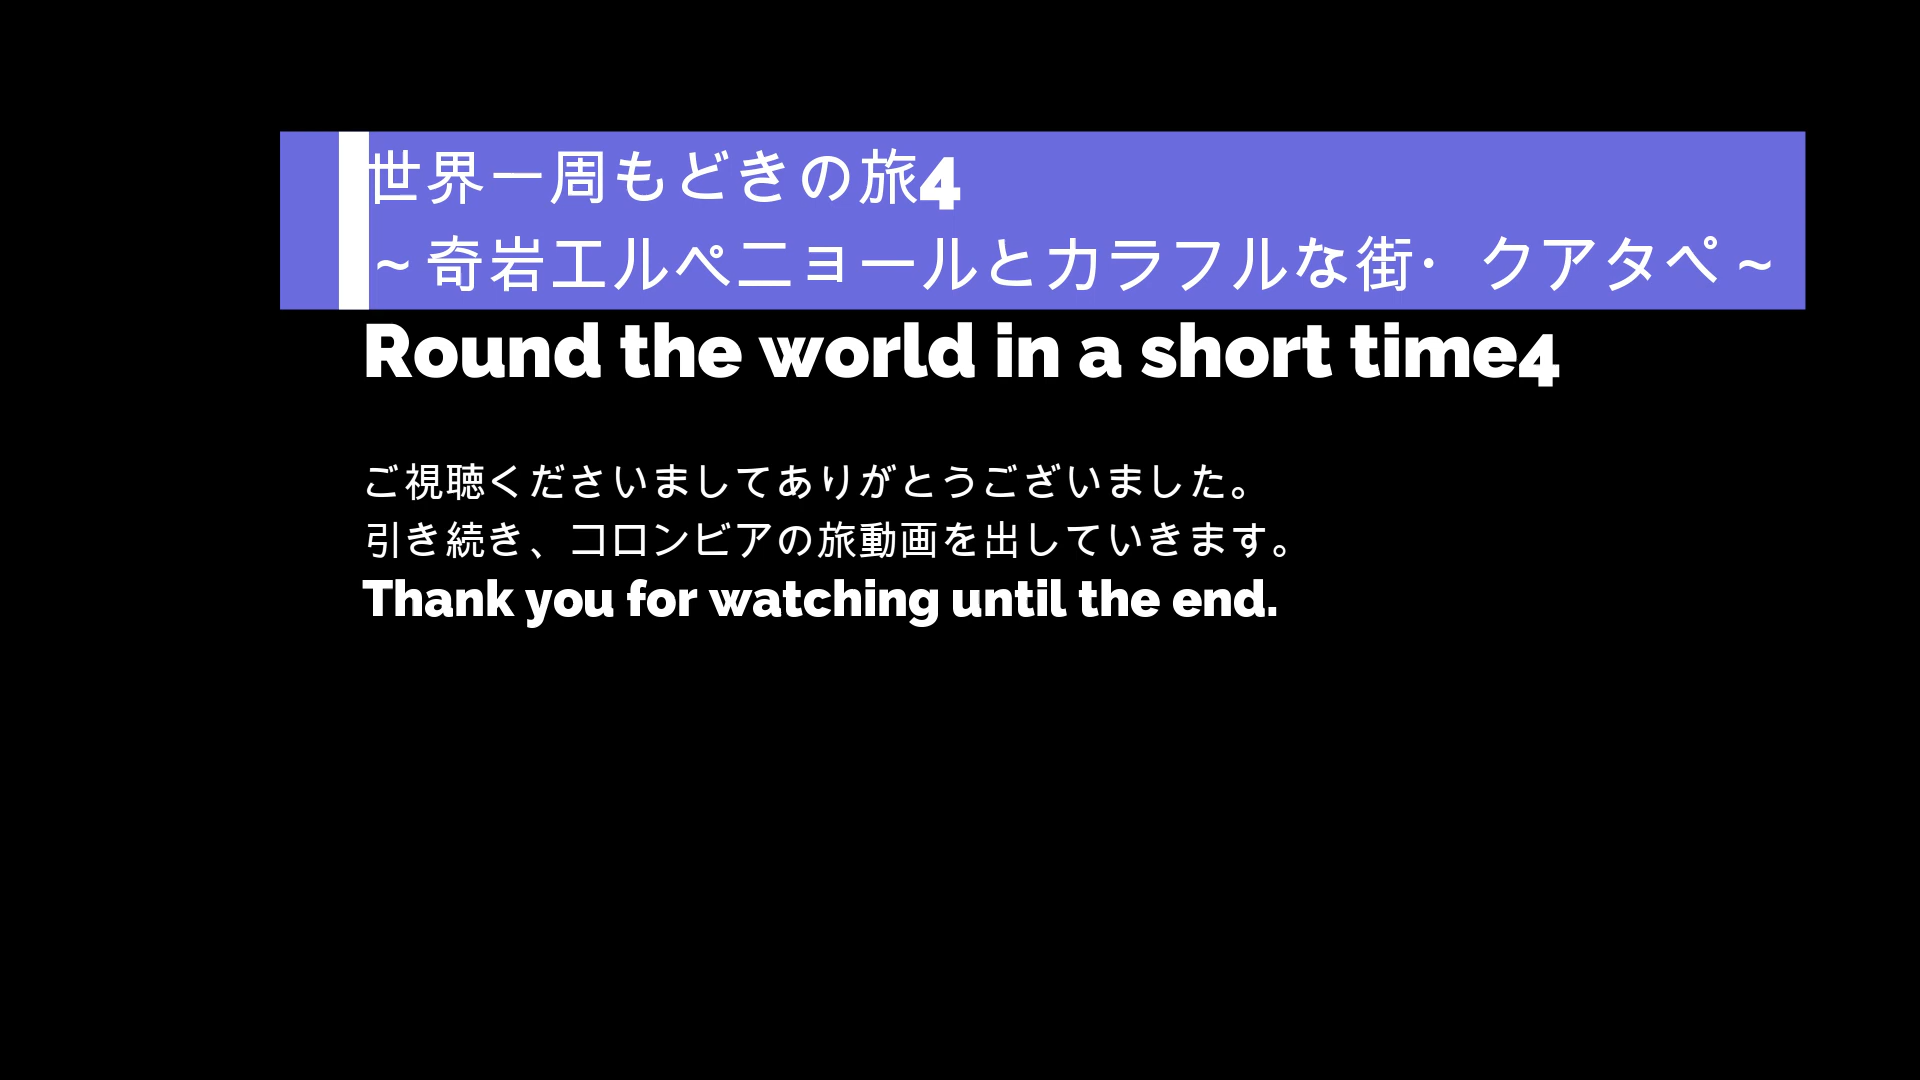 世界一周もどきの旅4
~ 奇岩エルペニョールとカラフルな街・クアタペ ~
Round the world in a short time4
ご視聴くださいましてありがとうございました。
引き続き、コロンビアの旅動画を出していきます。
Thank you for watching until the end.